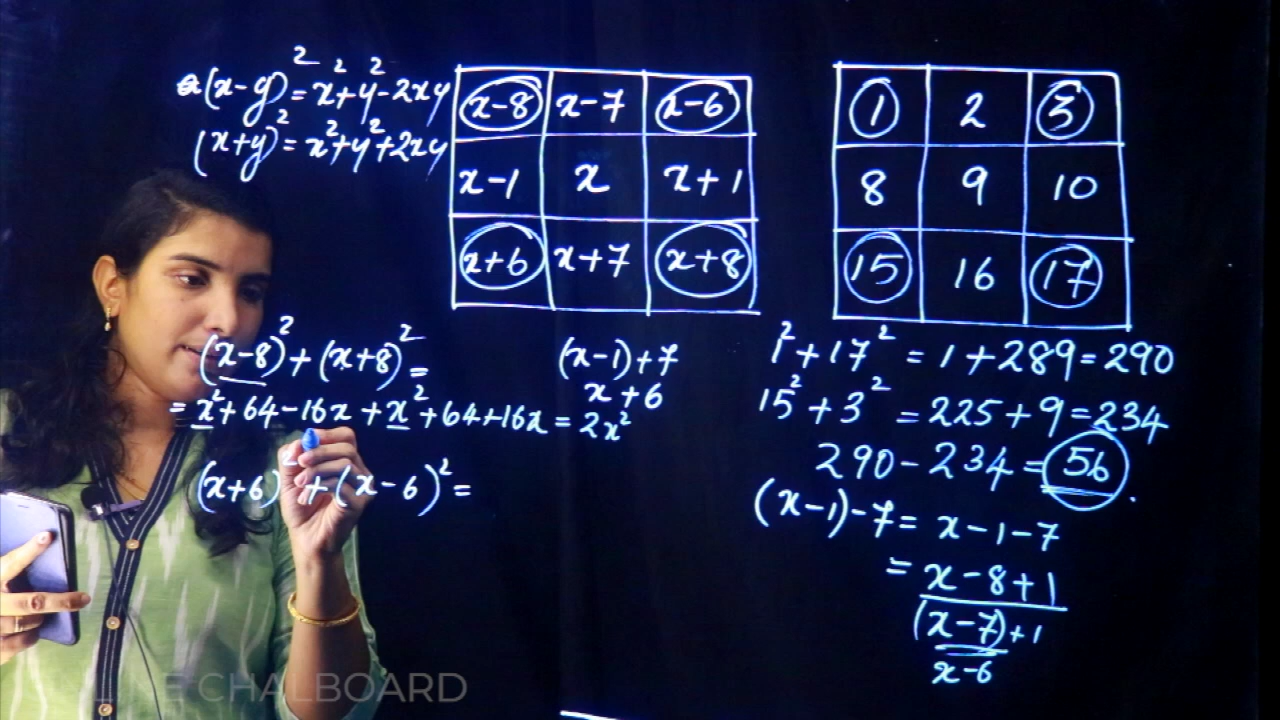 (x-y)² = x²+y²-2xy
(x+y)² = x²+y²+2xy
x-8 x-7 x-6
x-1 x x+1
x+6 x+7 x+8
1 2 3
8 9 10
15 16 17
(x-8)²+(x+8)²=
= x²+64-16x+x²+64+16x = 2x²
(x+6)²+(x-6)²=
(x-1)+7
x+6
1²+17² = 1+289=290
15²+3² = 225+9=234
290-234=56.
(x-1)-7= x-1-7
= x-8+1
(x-7)+1
x-6
LINE CHALBOARD